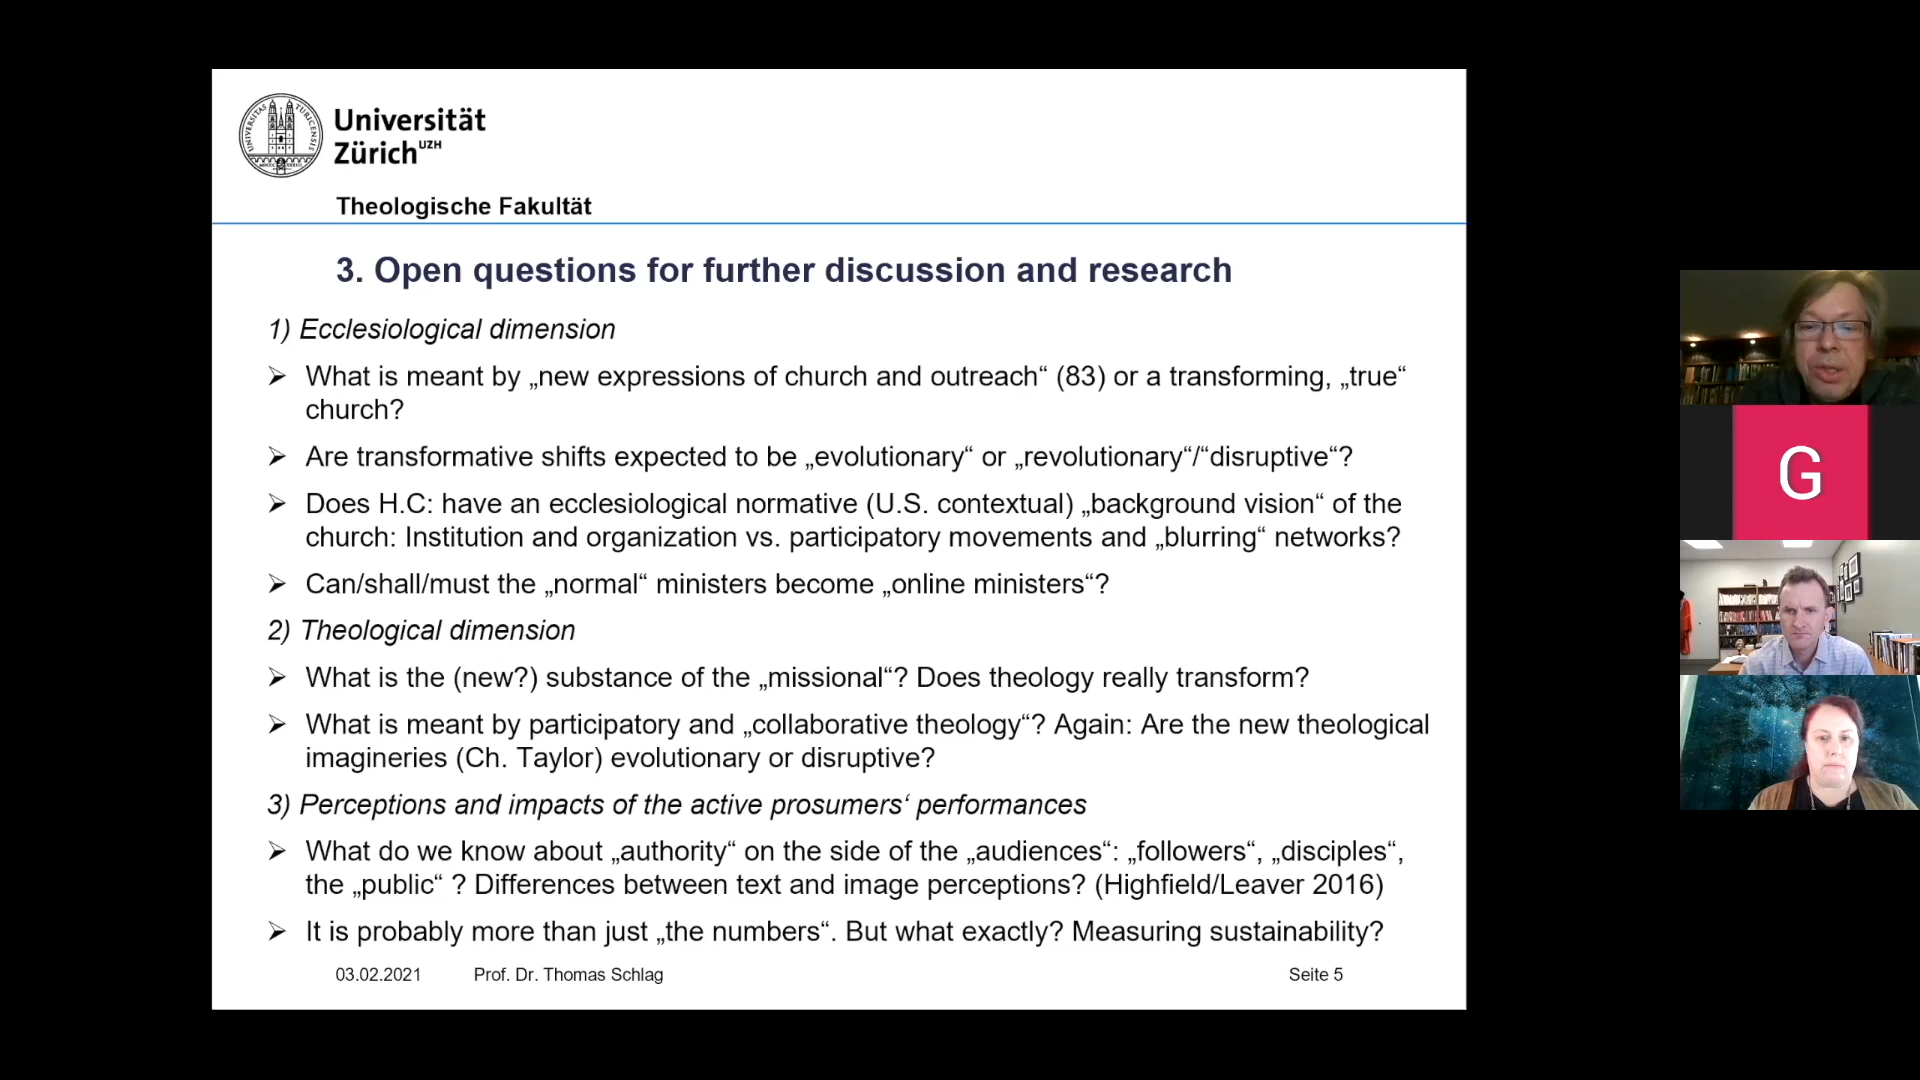 UNIVERSITAS TURICENSIS
MDCCC XXXIII
Universität
Zürich UZH
Theologische Fakultät
3. Open questions for further discussion and research
1) Ecclesiological dimension
➢ What is meant by „new expressions of church and outreach“ (83) or a transforming, „true“
church?
➢ Are transformative shifts expected to be „evolutionary“ or „revolutionary“/“disruptive“?
➢ Does H.C: have an ecclesiological normative (U.S. contextual) „background vision“ of the
church: Institution and organization vs. participatory movements and „blurring“ networks?
➢ Can/shall/must the „normal“ ministers become „online ministers“?
2) Theological dimension
➢ What is the (new?) substance of the „missional“? Does theology really transform?
➢ What is meant by participatory and „collaborative theology“? Again: Are the new theological
imagineries (Ch. Taylor) evolutionary or disruptive?
3) Perceptions and impacts of the active prosumers‘ performances
➢ What do we know about „authority“ on the side of the „audiences“: „followers“, „disciples“,
the „public“ ? Differences between text and image perceptions? (Highfield/Leaver 2016)
➢ It is probably more than just „the numbers“. But what exactly? Measuring sustainability?
03.02.2021 Prof. Dr. Thomas Schlag Seite 5
G